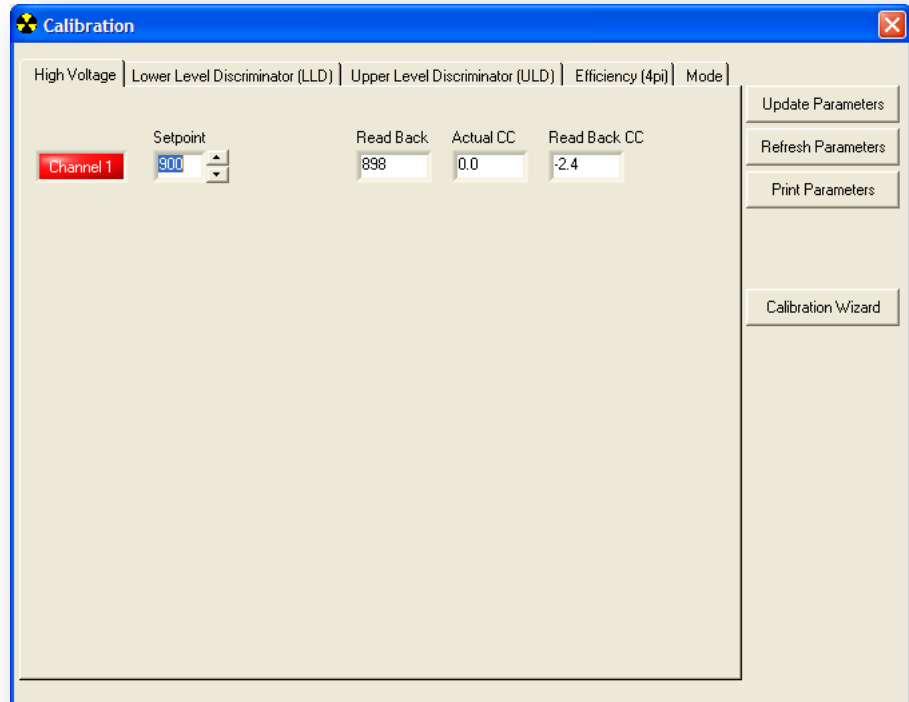 Calibration
High Voltage Lower Level Discriminator (LLD) Upper Level Discriminator (ULD) Efficiency (4pi) Mode
Setpoint Read Back Actual CC Read Back CC
Channel 1 900 898 0.0 -2.4
Update Parameters
Refresh Parameters
Print Parameters
Calibration Wizard